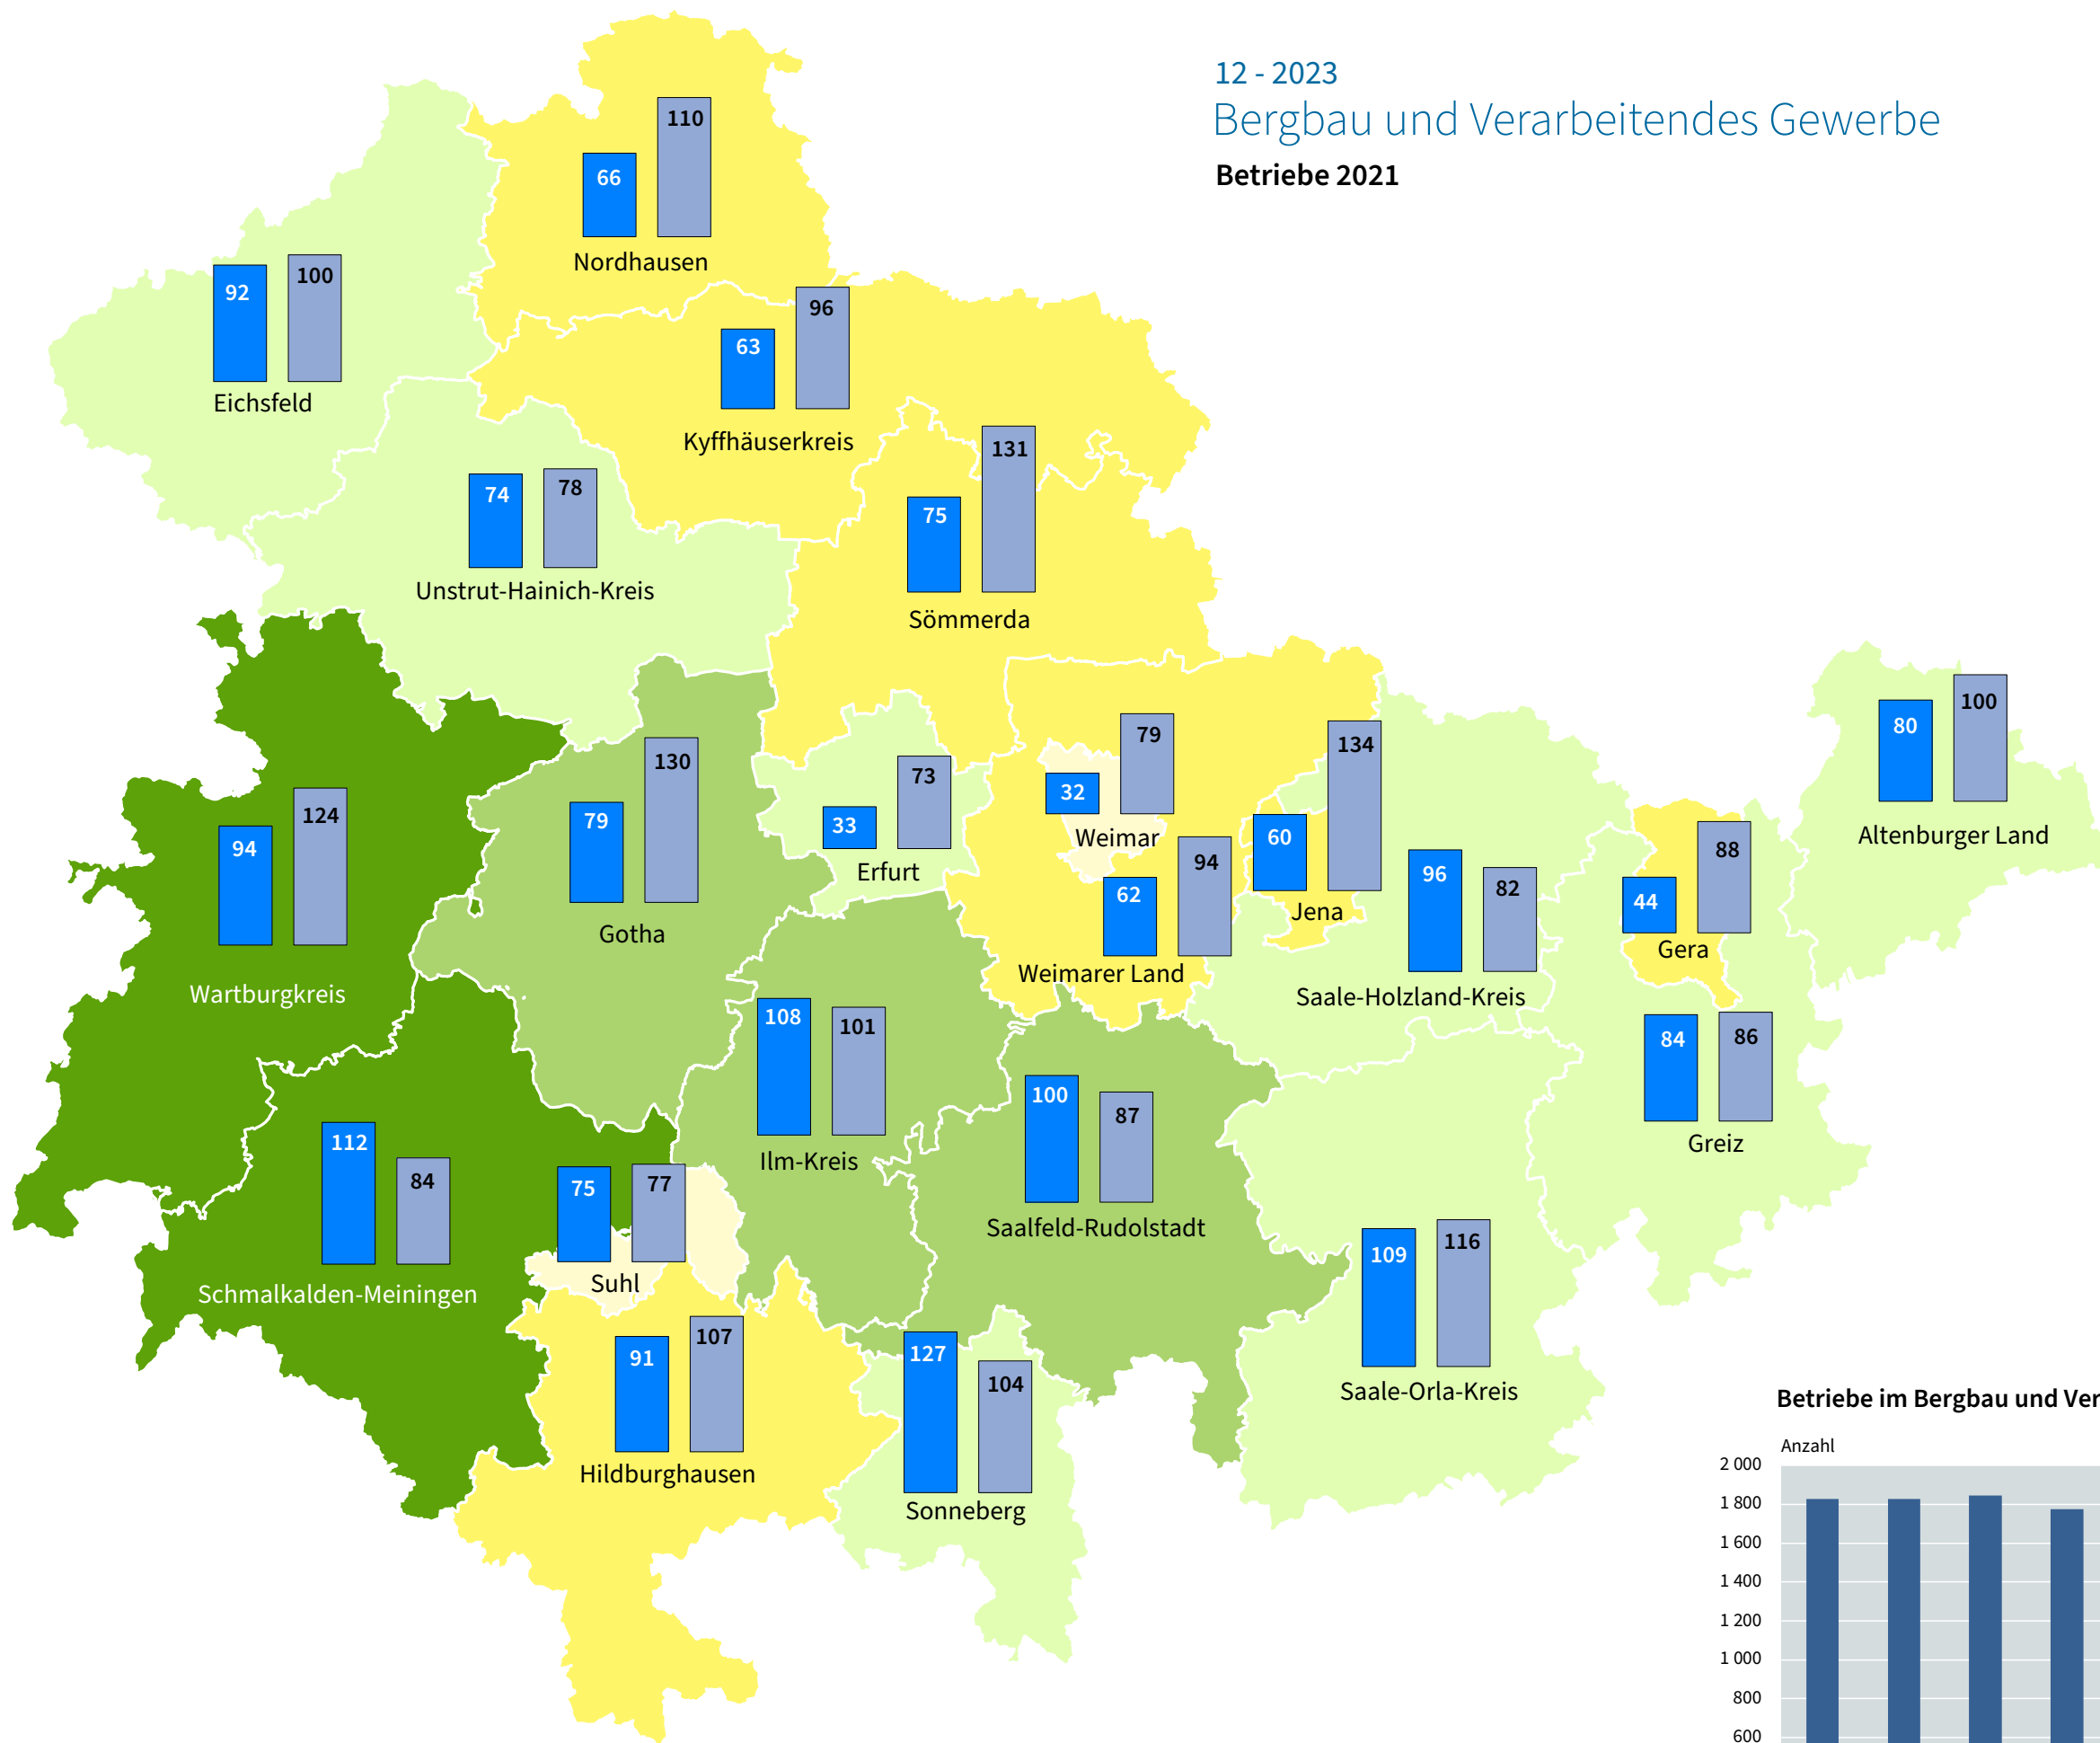 12 - 2023
Bergbau und Verarbeitendes Gewerbe
Betriebe 2021
66
110
Nordhausen
92
100
Eichsfeld
63
96
Kyffhäuserkreis
74
78
Unstrut-Hainich-Kreis
75
131
Sömmerda
94
124
Wartburgkreis
79
130
Gotha
33
73
Erfurt
32
79
Weimar
62
94
Weimarer Land
60
134
Jena
96
82
Saale-Holzland-Kreis
44
88
Gera
80
100
Altenburger Land
84
86
Greiz
108
101
Ilm-Kreis
100
87
Saalfeld-Rudolstadt
112
84
Schmalkalden-Meiningen
75
77
Suhl
109
116
Saale-Orla-Kreis
91
107
Hildburghausen
127
104
Sonneberg
Betriebe im Bergbau und Ver
Anzahl
2 000
1 800
1 600
1 400
1 200
1 000
800
600